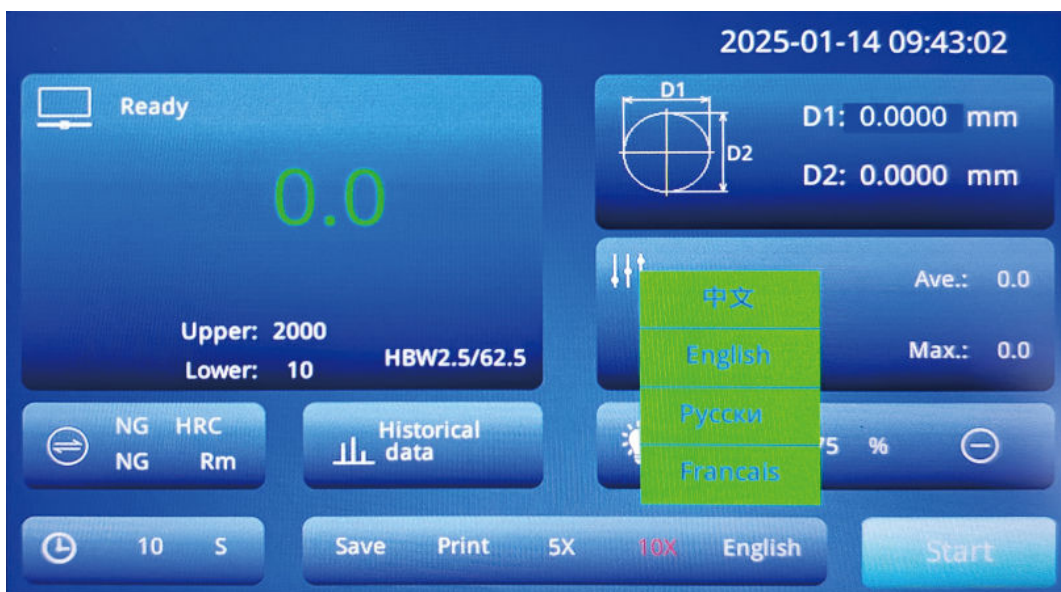 2025-01-14 09:43:02
Ready
0.0
Upper: 2000
Lower: 10
HBW2.5/62.5
D1
D2
D1: 0.0000 mm
D2: 0.0000 mm
Ave.: 0.0
Max.: 0.0
中文
English
Русски
Francais
NG HRC
NG Rm
Historical
data
75 %
10 S
Save Print 5X 10X English
Start